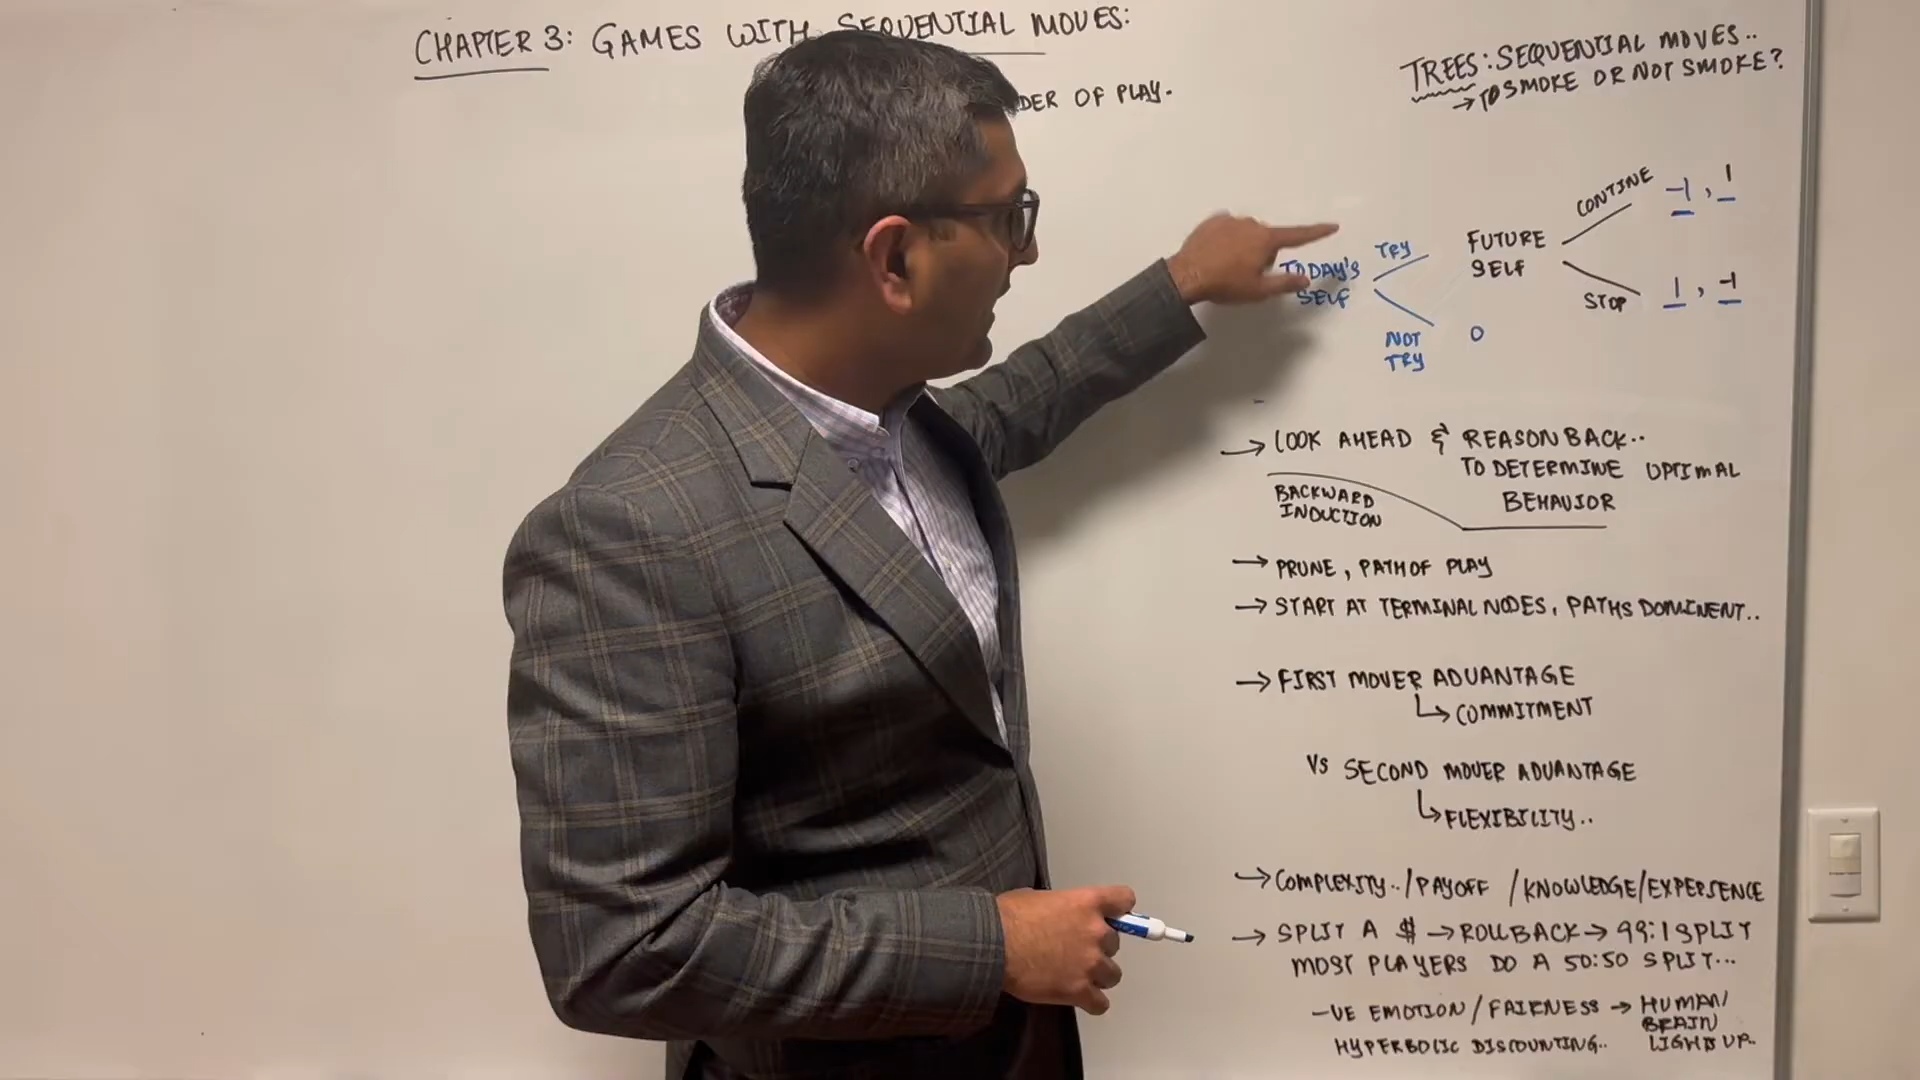 CHAPTER 3: GAMES WITH SEQUENTIAL MOVES:
OF PLAY.
TREES: SEQUENTIAL MOVES..
→ TO SMOKE OR NOT SMOKE?
TODAY'S
SELF
TRY
NOT
TRY
FUTURE
SELF
0
CONTINE
-1, 1
STOP
1, -1
→ LOOK AHEAD & REASON BACK..
TO DETERMINE OPTIMAL
BEHAVIOR
BACKWARD
INDUCTION
→ PRUNE, PATH OF PLAY
→ START AT TERMINAL NODES, PATHS DOMINENT..
→ FIRST MOVER ADVANTAGE
↳ COMMITMENT
VS SECOND MOVER ADVANTAGE
↳ FLEXIBILITY..
→ COMPLEXITY../PAYOFF /KNOWLEDGE/EXPERIENCE
→ SPLIT A $ → ROLLBACK → 99:1 SPLIT
MOST PLAYERS DO A 50:50 SPLIT...
-VE EMOTION/FAIRNESS → HUMAN/
BRAIN
LIGHTS UP..
HYPERBOLIC DISCOUNTING..